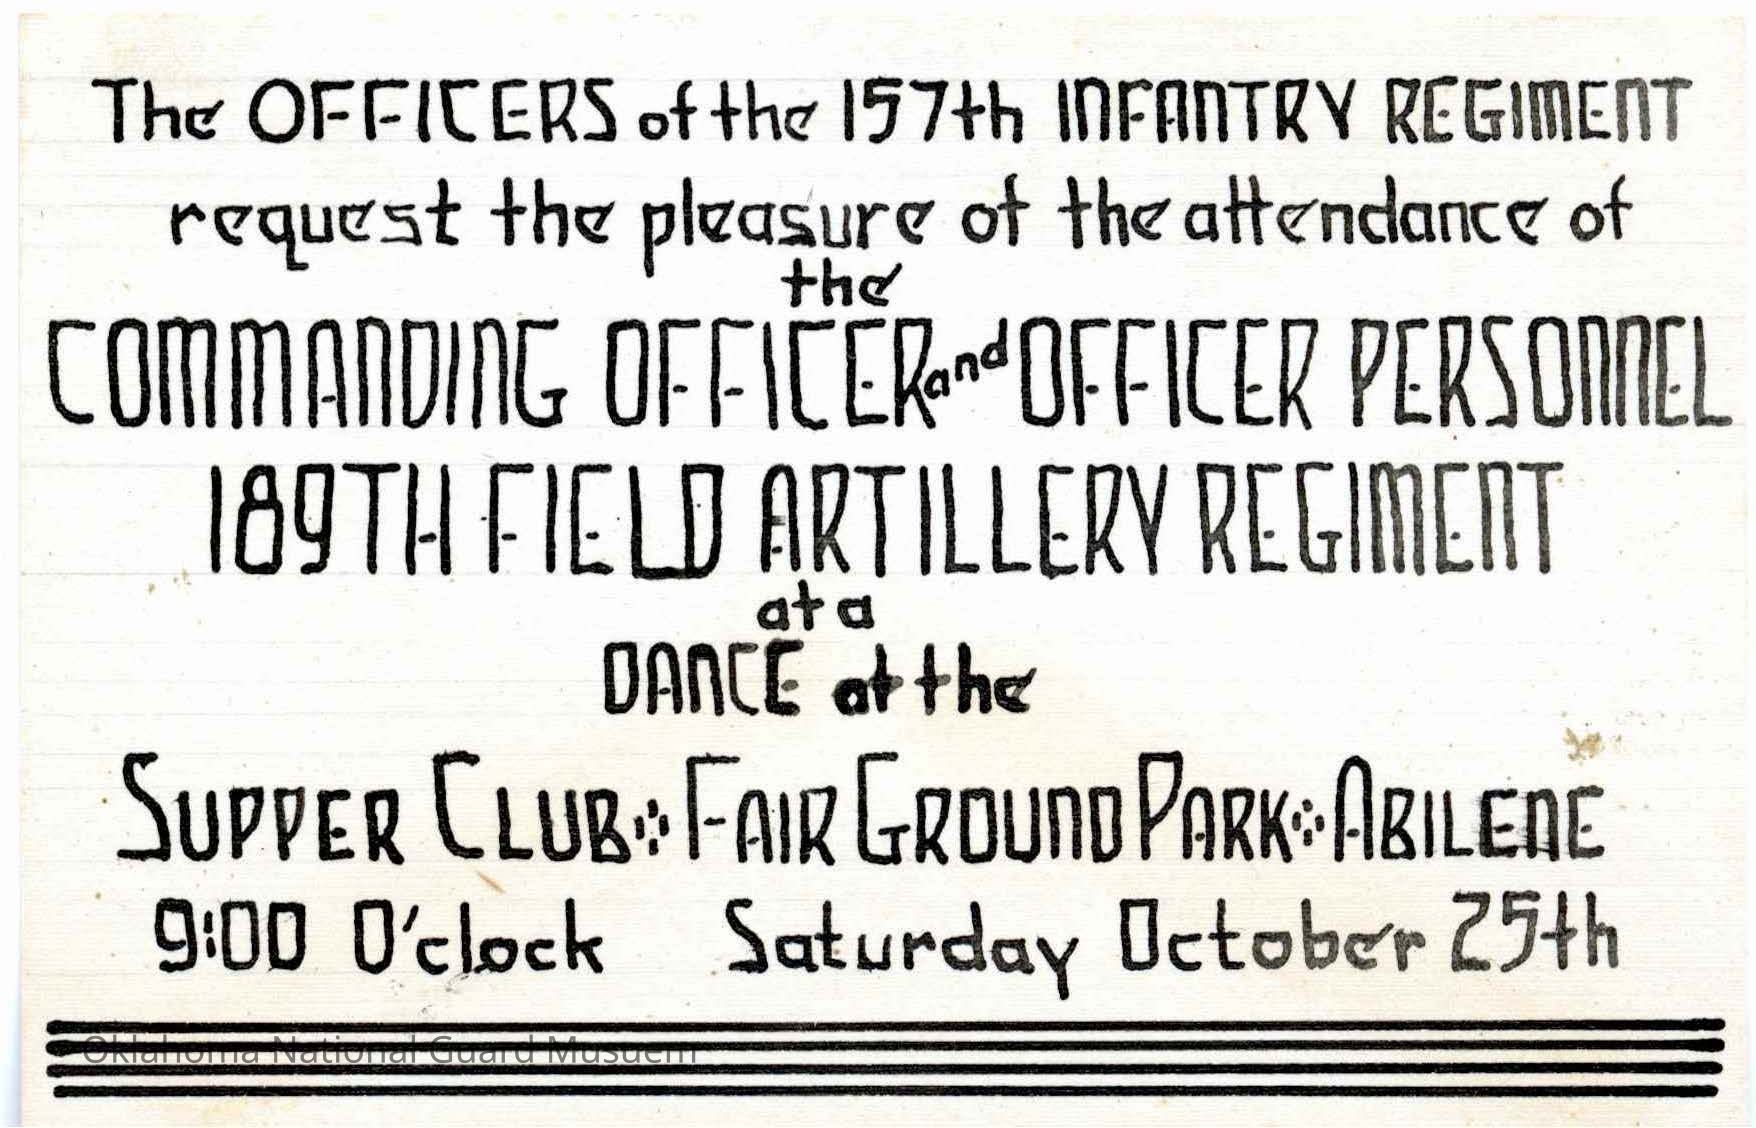 The OFFICERS of the 157th INFANTRY REGIMENT
request the pleasure of the attendance of
the
COMMANDING OFFICER and OFFICER PERSONNEL
189TH FIELD ARTILLERY REGIMENT
at a
DANCE at the
SUPPER CLUB FAIR GROUND PARK ABILENE
9:00 O'clock Saturday October 25th
Oklahoma National Guard Musuem